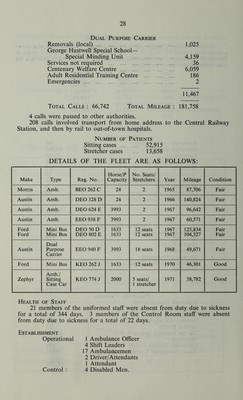 28
DUAL PURPOSE CARRIER
Removals (local) 1,025
George Hastwell Special School—
Special Minding Unit 4,159
Services not required 36
Centenary Welfare Centre 6,059
Adult Residential Training Centre 186
Emergencies 2
11,467
TOTAL CALLS : 66,742 TOTAL MILEAGE : 181,758
4 calls were passed to other authorities.
208 calls involved transport from home address to the Central Railway
Station, and then by rail to out-of-town hospitals.
NUMBER OF PATIENTS
Sitting cases 52,915
Stretcher cases 13,658
DETAILS OF THE FLEET ARE AS FOLLOWS:
Make Type Reg. No. Horse/P Capacity No. Seats/ Stretchers Year Mileage Condition
Morris Amb. BEO 262 C 24 2 1965 87,706 Fair
Austin Amb. DEO 328 D 24 2 1966 140,824 Fair
Austin Amb. DEO 628 E 3993 2 1967 96,642 Fair
Austin Amb. EEO 938 F 3993 2 1967 60,571 Fair
Ford Mini Bus DEO 50 D 1633 12 seats 1967 125,834 Fair
Ford Mini Bus DEO 802 E 1633 12 seats 1967 104,327 Fair
Austin Dual Purpose Carrier EEO 940 F 3993 18 seats 1968 49,671 Fair
Ford Mini Bus KEO 262 J 1633 12 seats 1970 46,301 Good
Zephyr Amb./ Sitting Case Car KEO 774 J 2000 5 seats/ 1 stretcher 1971 38,782 Good
HEALTH OF STAFF
21 members of the uniformed staff were absent from duty due to sickness
for a total of 344 days. 3 members of the Control Room staff were absent
from duty due to sickness for a total of 22 days.
ESTABLISHMENT
Operational 1 Ambulance Officer
4 Shift Leaders
17 Ambulancemen
2 Driver/Attendants
1 Attendant
Control : 4 Disabled Men.